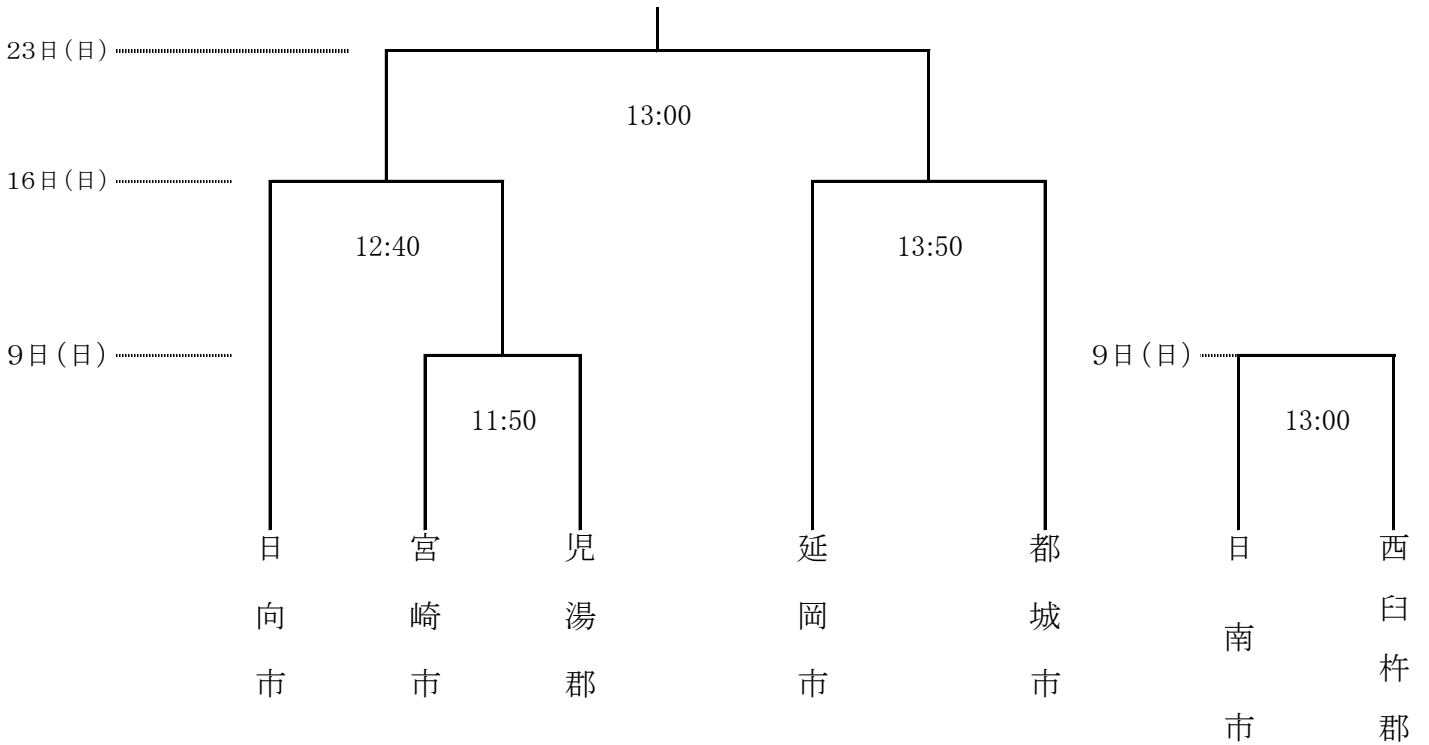 23日(日)
13:00
16日(日)
12:40
13:50
9日(日)
9日(日)
11:50
13:00
日向市
宮崎市
児湯郡
延岡市
都城市
日南市
西臼杵郡